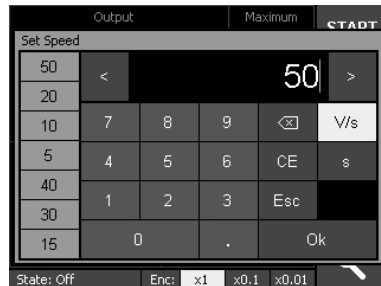 Output Maximum START
Set Speed
50 < 50 >
20
10 7 8 9 V/s
5 4 5 6 CE s
40
30 1 2 3 Esc
15 0 . Ok
State: Off Enc: x1 x0.1 x0.01